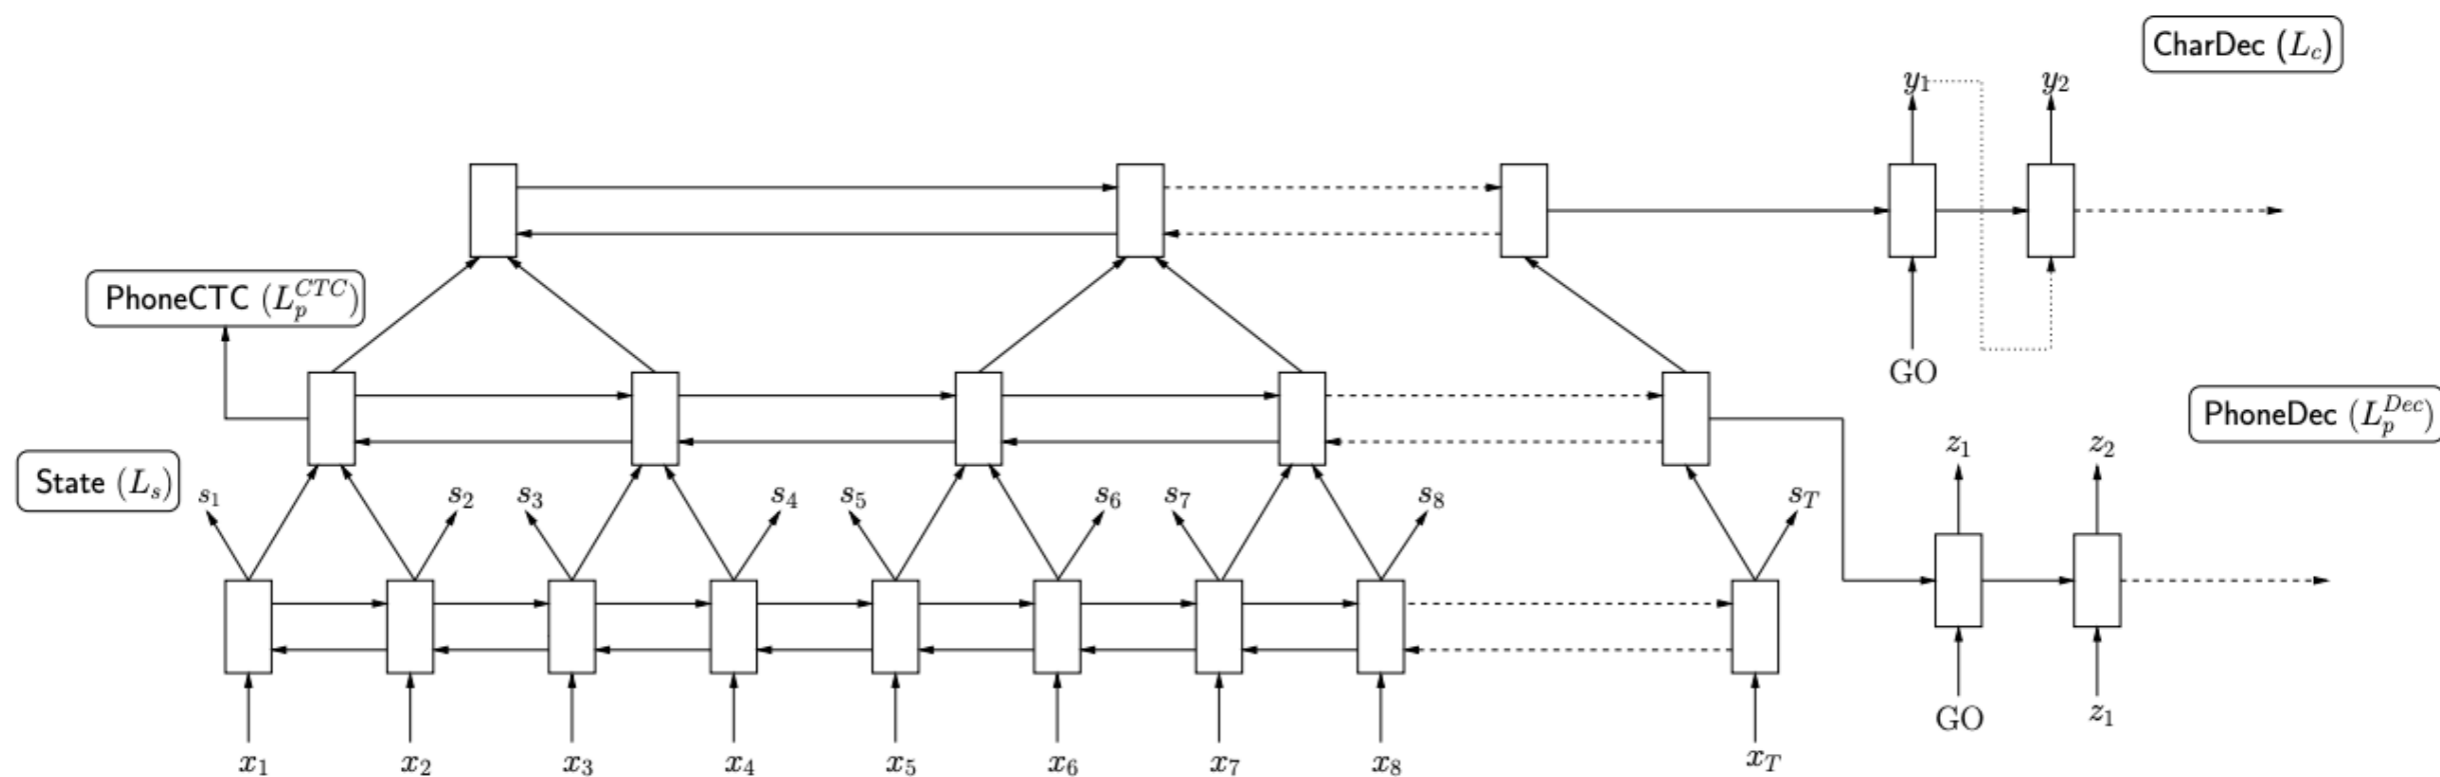 CharDec (L_c)
y_1 y_2
PhoneCTC (L_p^{CTC})
GO
PhoneDec (L_p^{Dec})
State (L_s)
z_1 z_2
s_1 s_2 s_3 s_4 s_5 s_6 s_7 s_8 s_T
GO z_1
x_1 x_2 x_3 x_4 x_5 x_6 x_7 x_8 x_T